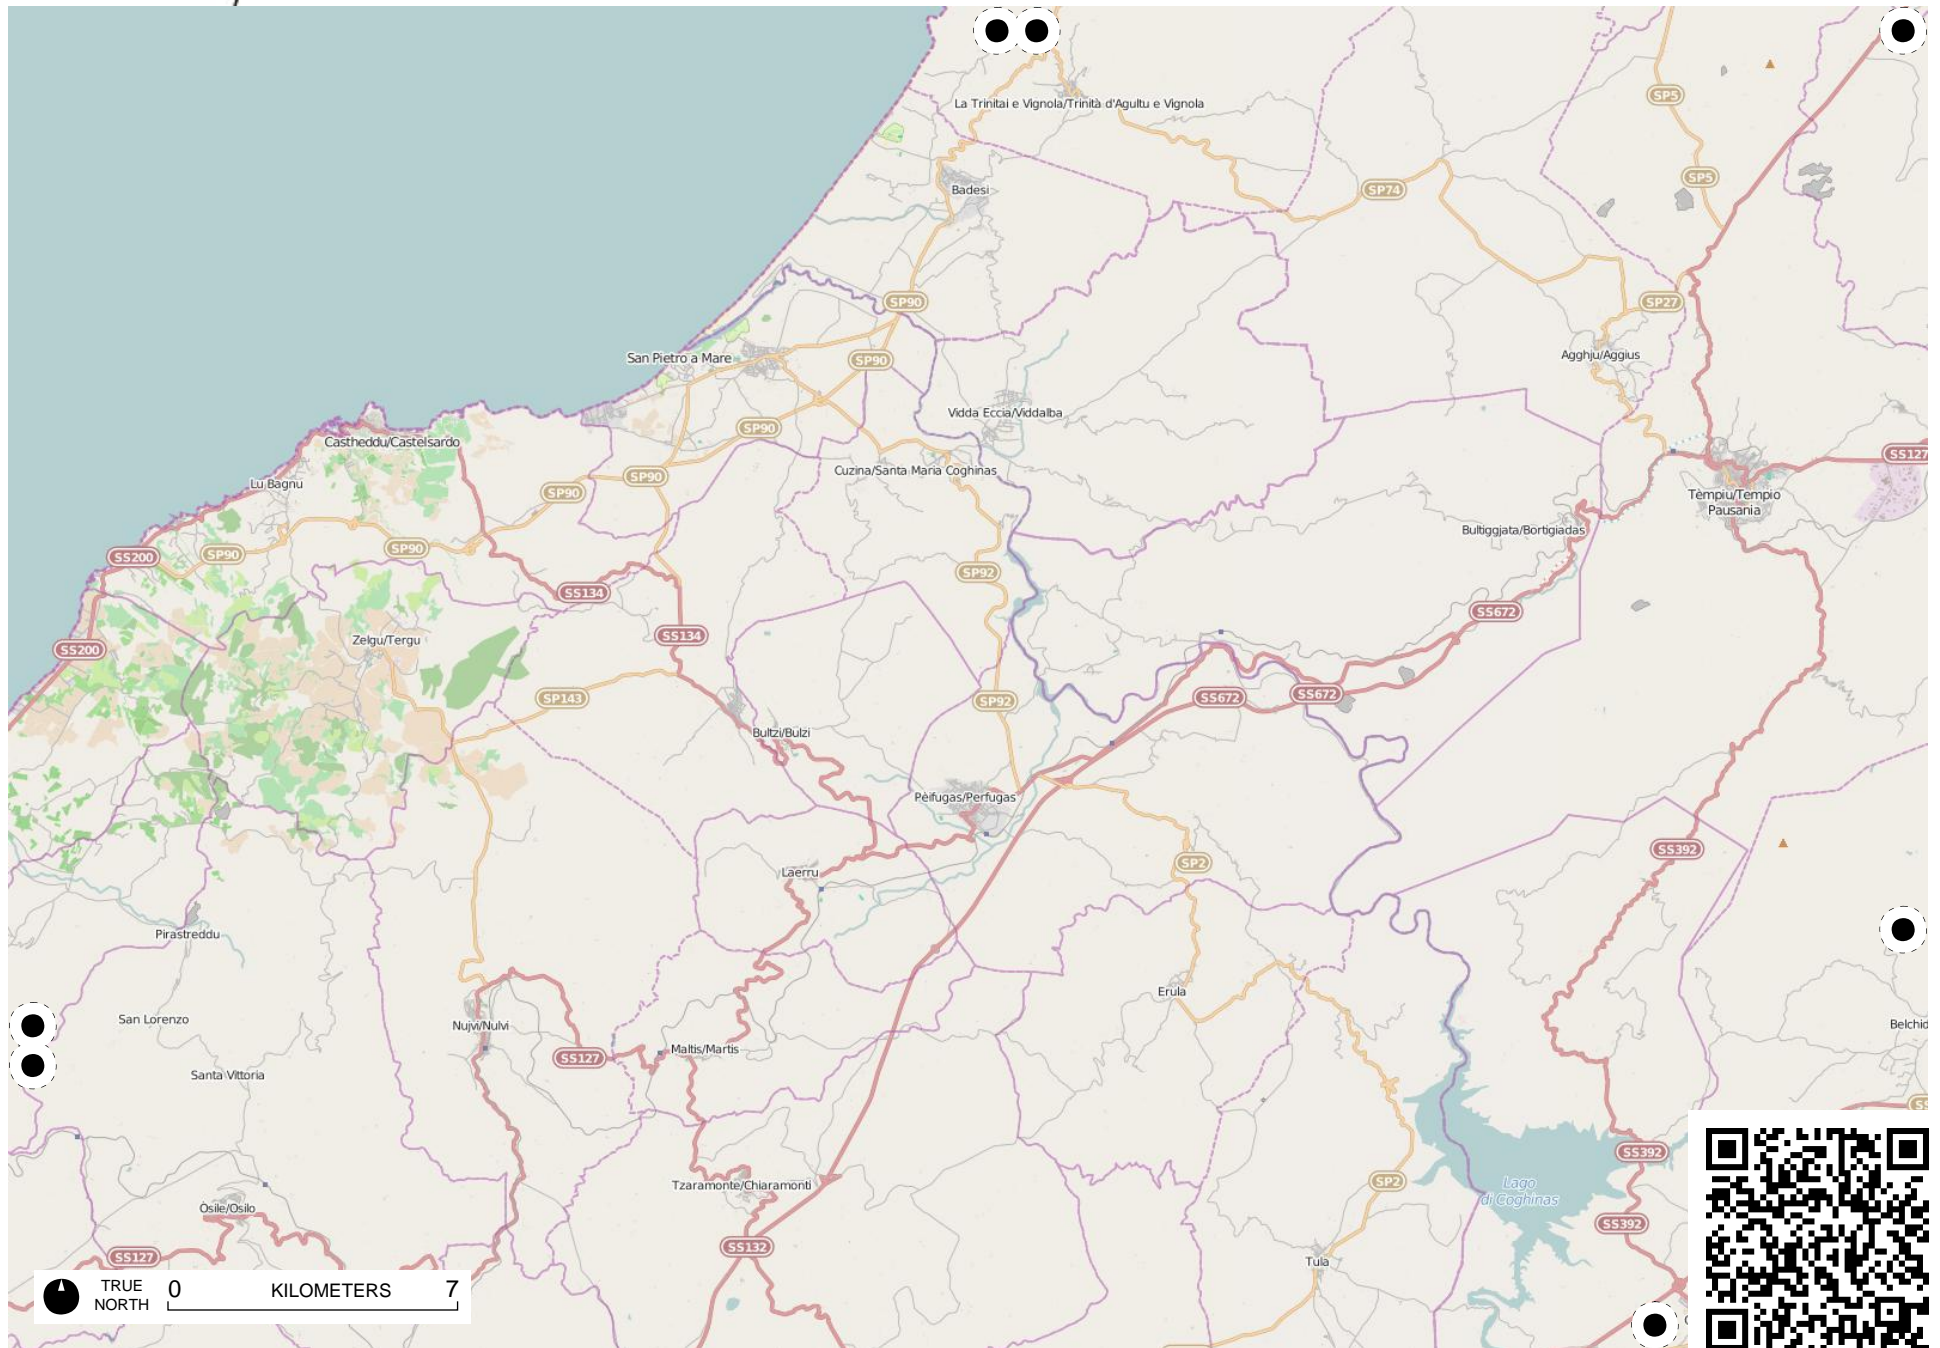 La Trinitai e Vignola/Trinità d'Agultu e Vignola
SP5
SP5
Badesi
SP74
SP90
SP27
San Pietro a Mare
SP90
Agghju/Aggius
Vidda Eccia/Viddalba
SP90
Castheddu/Castelsardo
SS127
Cuzina/Santa Maria Coghinas
SP90
Lu Bagnu
SP90
Tèmpiu/Tempio
Pausania
Bultiggjata/Bortigiadas
SS200
SP90
SP90
SP92
SS134
SS672
SS134
Zelgu/Tergu
SS200
SP143
SP92
SS672
SS672
Bultzi/Bulzi
Pèifugas/Perfugas
SS392
SP2
Laerru
Pirastreddu
Erula
San Lorenzo
Nujvi/Nulvi
Belchid
Maltis/Martis
SS127
Santa Vittoria
SS392
Tzaramonte/Chiaramonti
SP2
Lago
di Coghinas
Òsile/Osilo
SS392
SS132
SS127
Tula
TRUE
NORTH
0 KILOMETERS 7